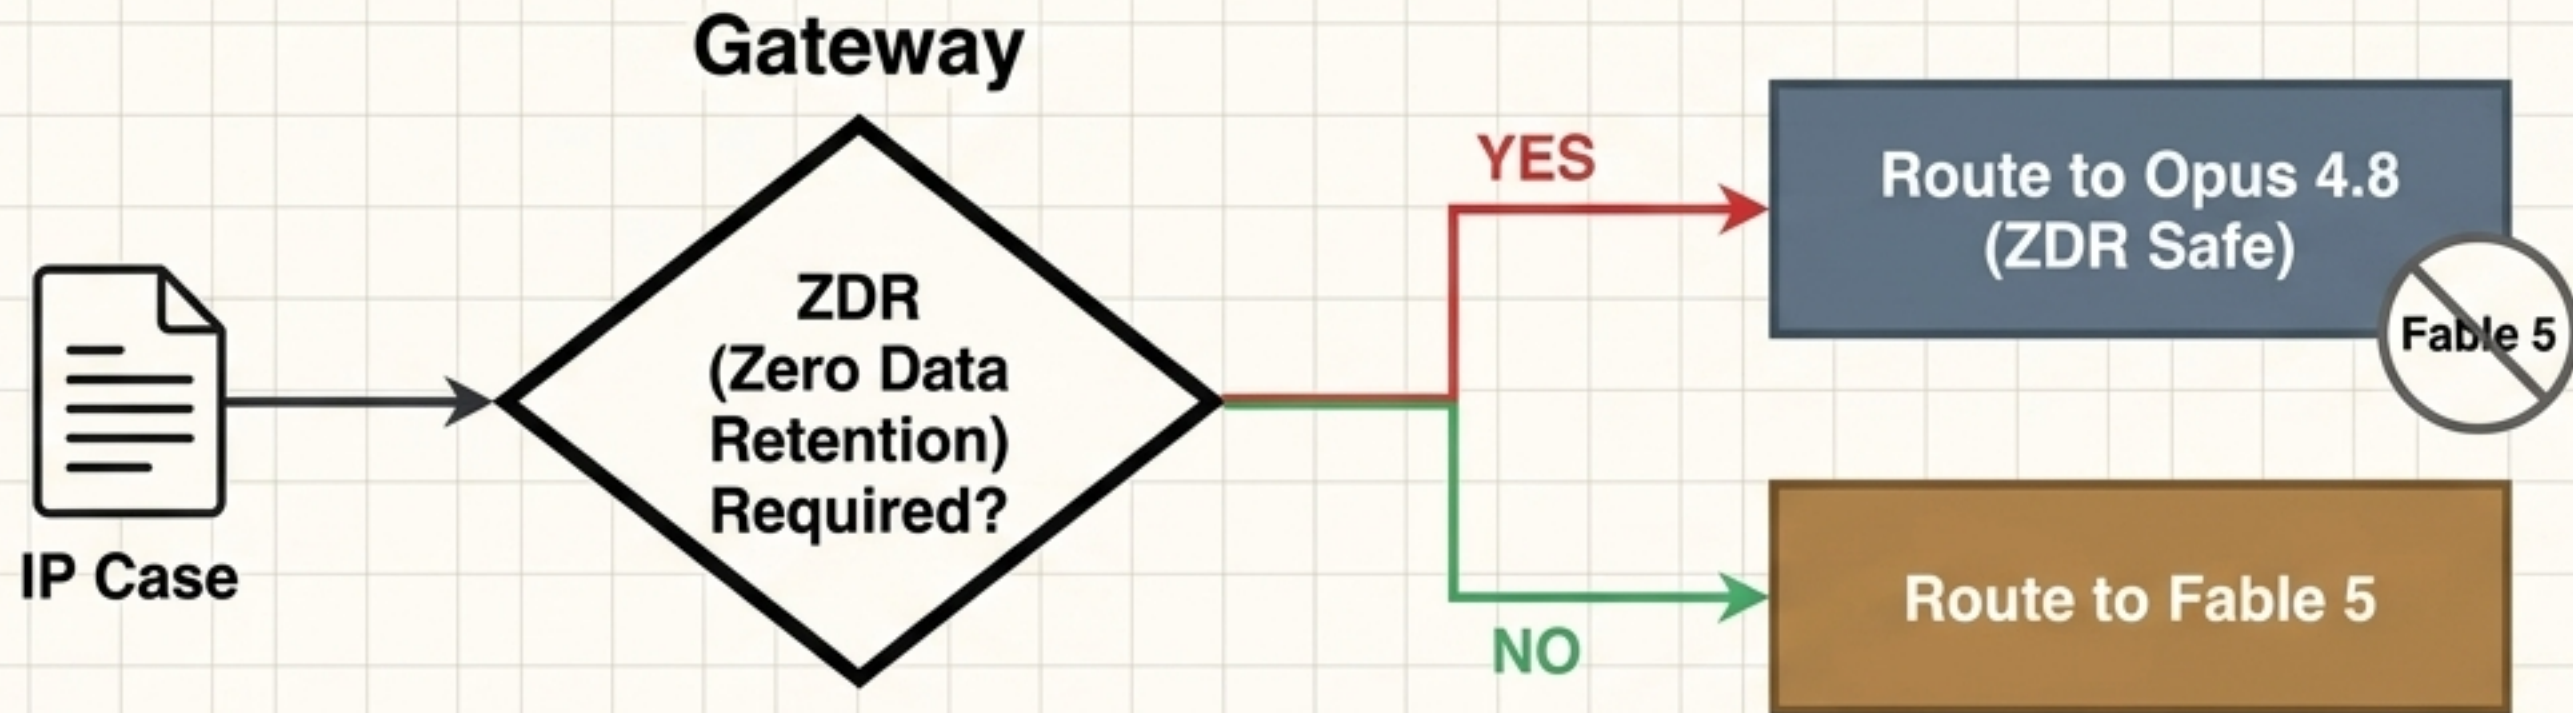 Gateway
IP Case
ZDR
(Zero Data
Retention)
Required?
YES
Route to Opus 4.8
(ZDR Safe)
Fable 5
NO
Route to Fable 5